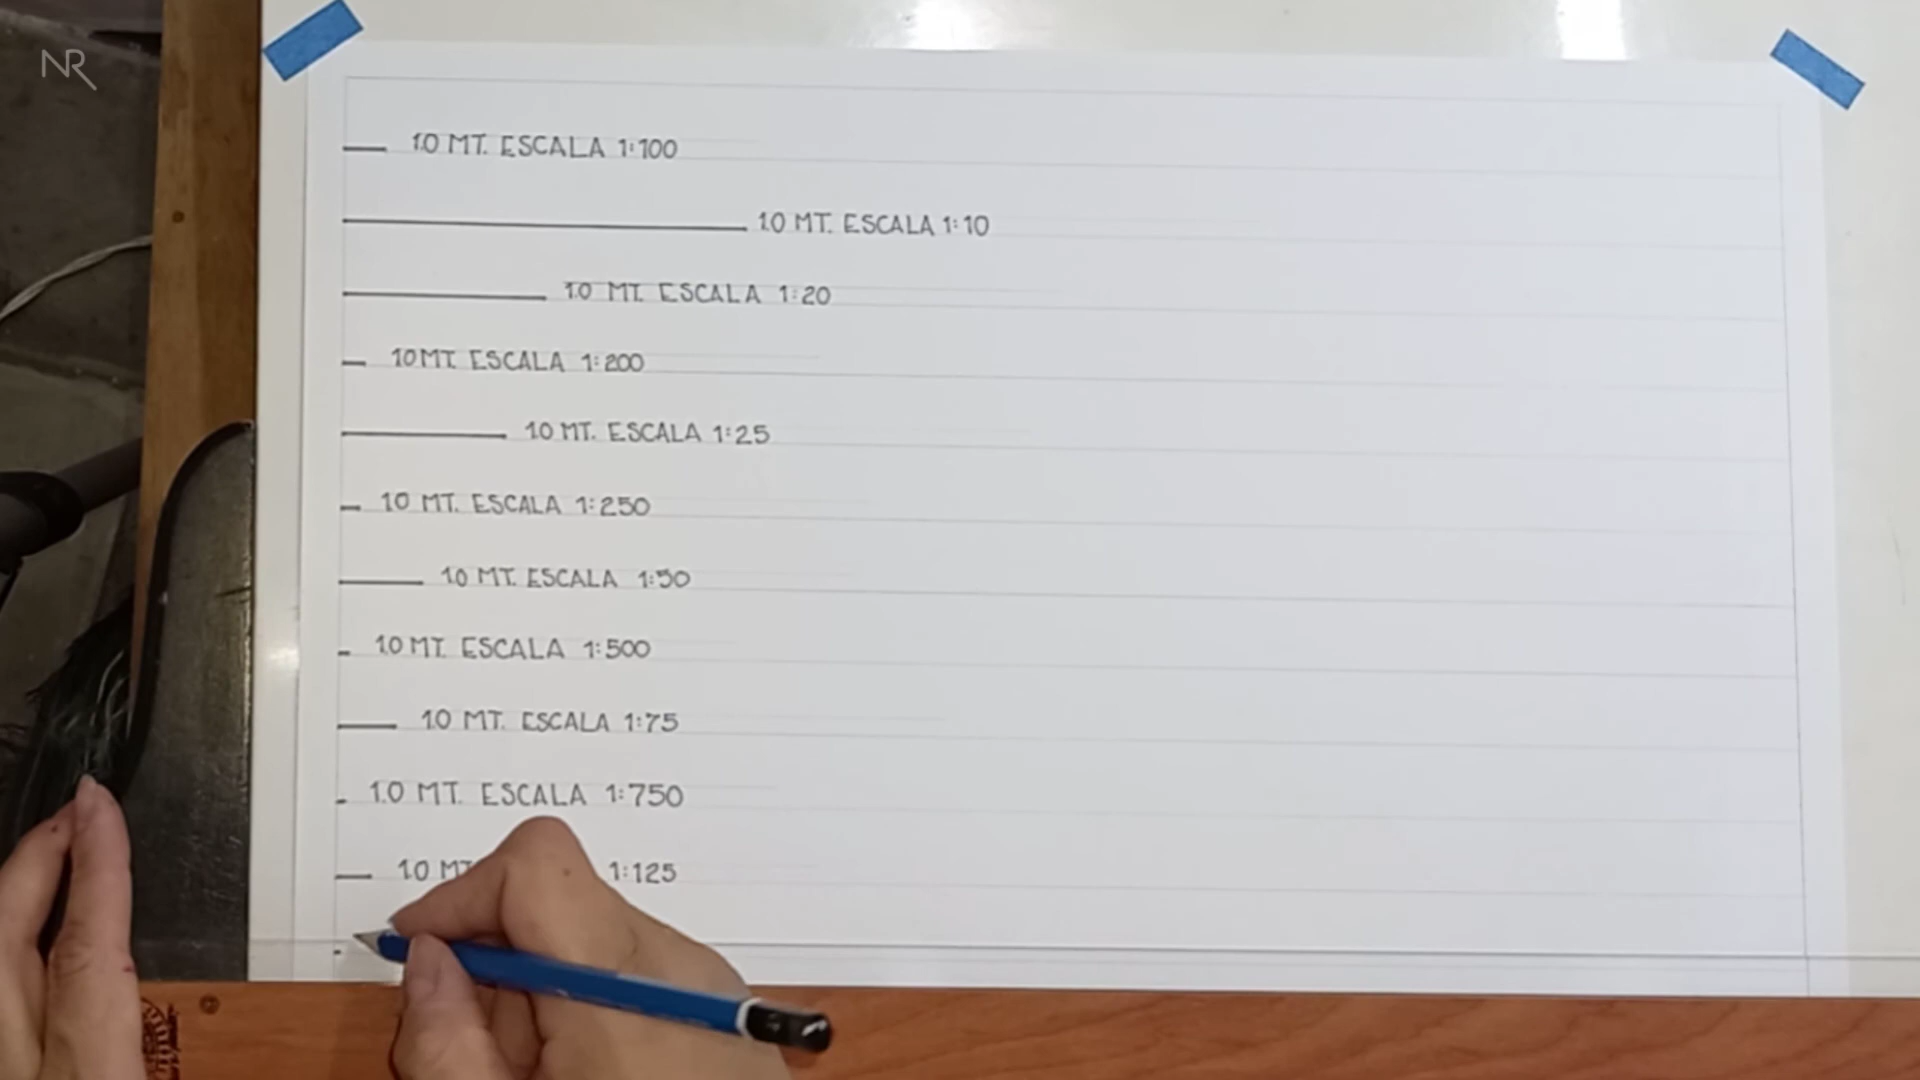 NR
1.0 MT. ESCALA 1:100
1.0 MT. ESCALA 1:10
1.0 MT. ESCALA 1:20
10 MT. ESCALA 1:200
1.0 MT. ESCALA 1:25
1.0 MT. ESCALA 1:250
1.0 MT. ESCALA 1:50
1.0 MT. ESCALA 1:500
1.0 MT. ESCALA 1:75
1.0 MT. ESCALA 1:750
1.0 MT 1:125